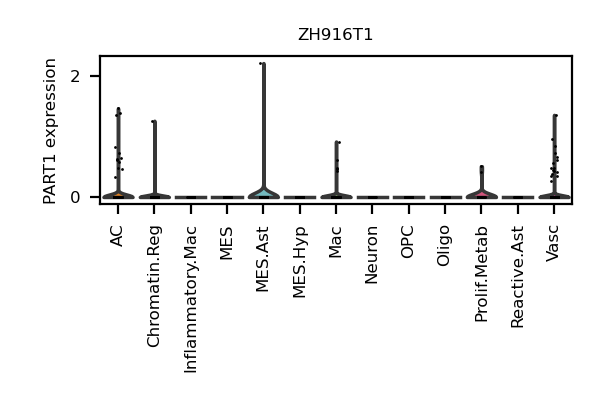 ZH916T1
PART1 expression
2
0
AC
Chromatin.Reg
Inflammatory.Mac
MES
MES.Ast
MES.Hyp
Mac
Neuron
OPC
Oligo
Prolif.Metab
Reactive.Ast
Vasc